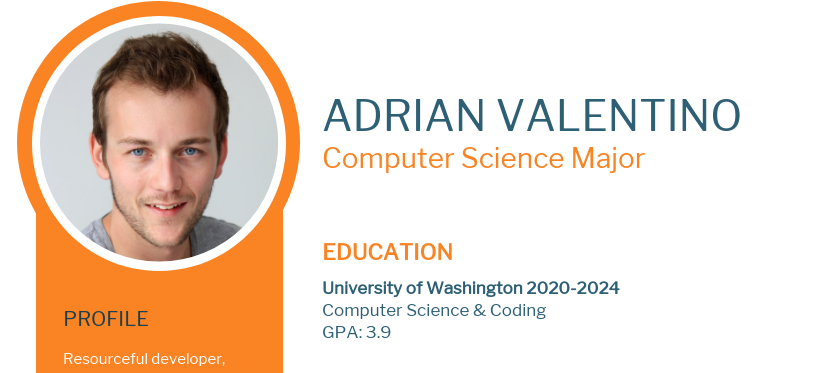 ADRIAN VALENTINO
Computer Science Major
EDUCATION
University of Washington 2020-2024
Computer Science & Coding
GPA: 3.9
PROFILE
Resourceful developer,